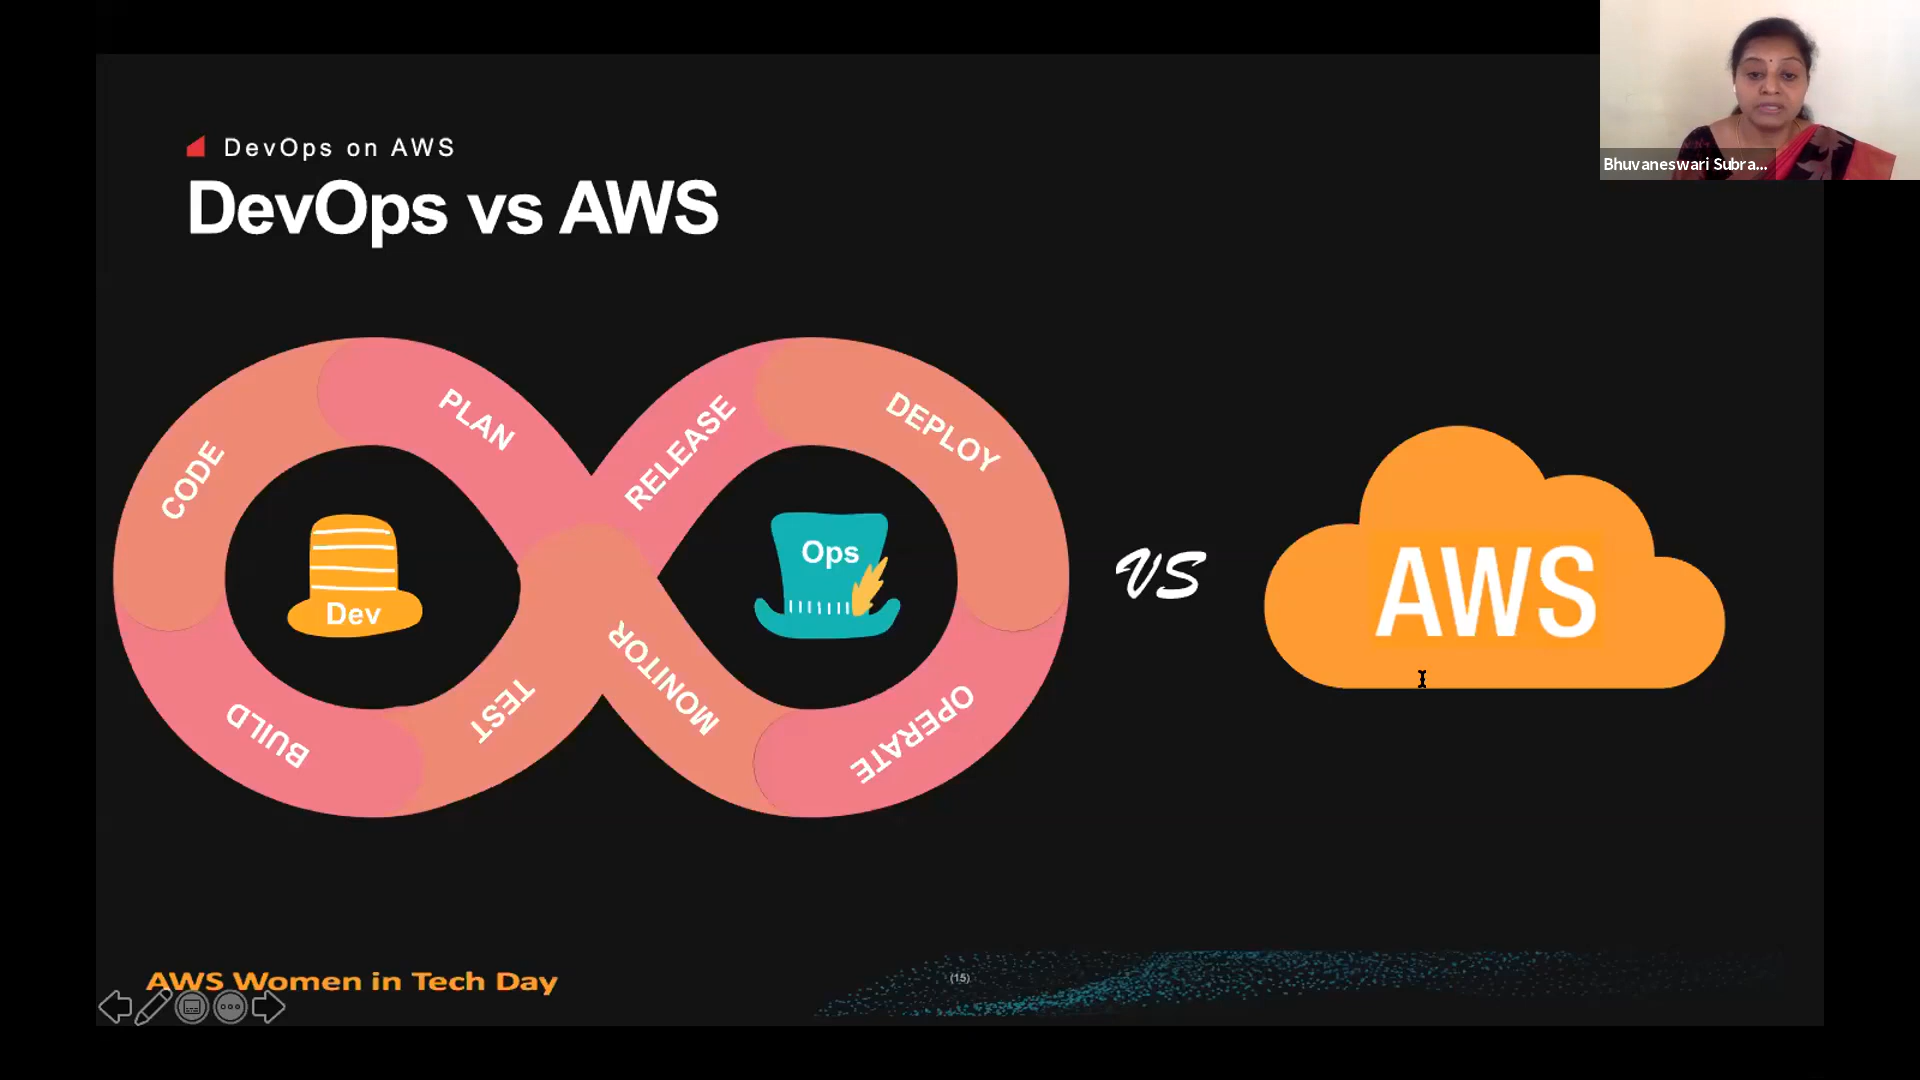 Bhuvaneswari Subra...
DevOps on AWS
DevOps vs AWS
PLAN
CODE
BUILD
TEST
RELEASE
DEPLOY
OPERATE
MONITOR
Dev
Ops
VS
AWS
AWS Women in Tech Day
(15)